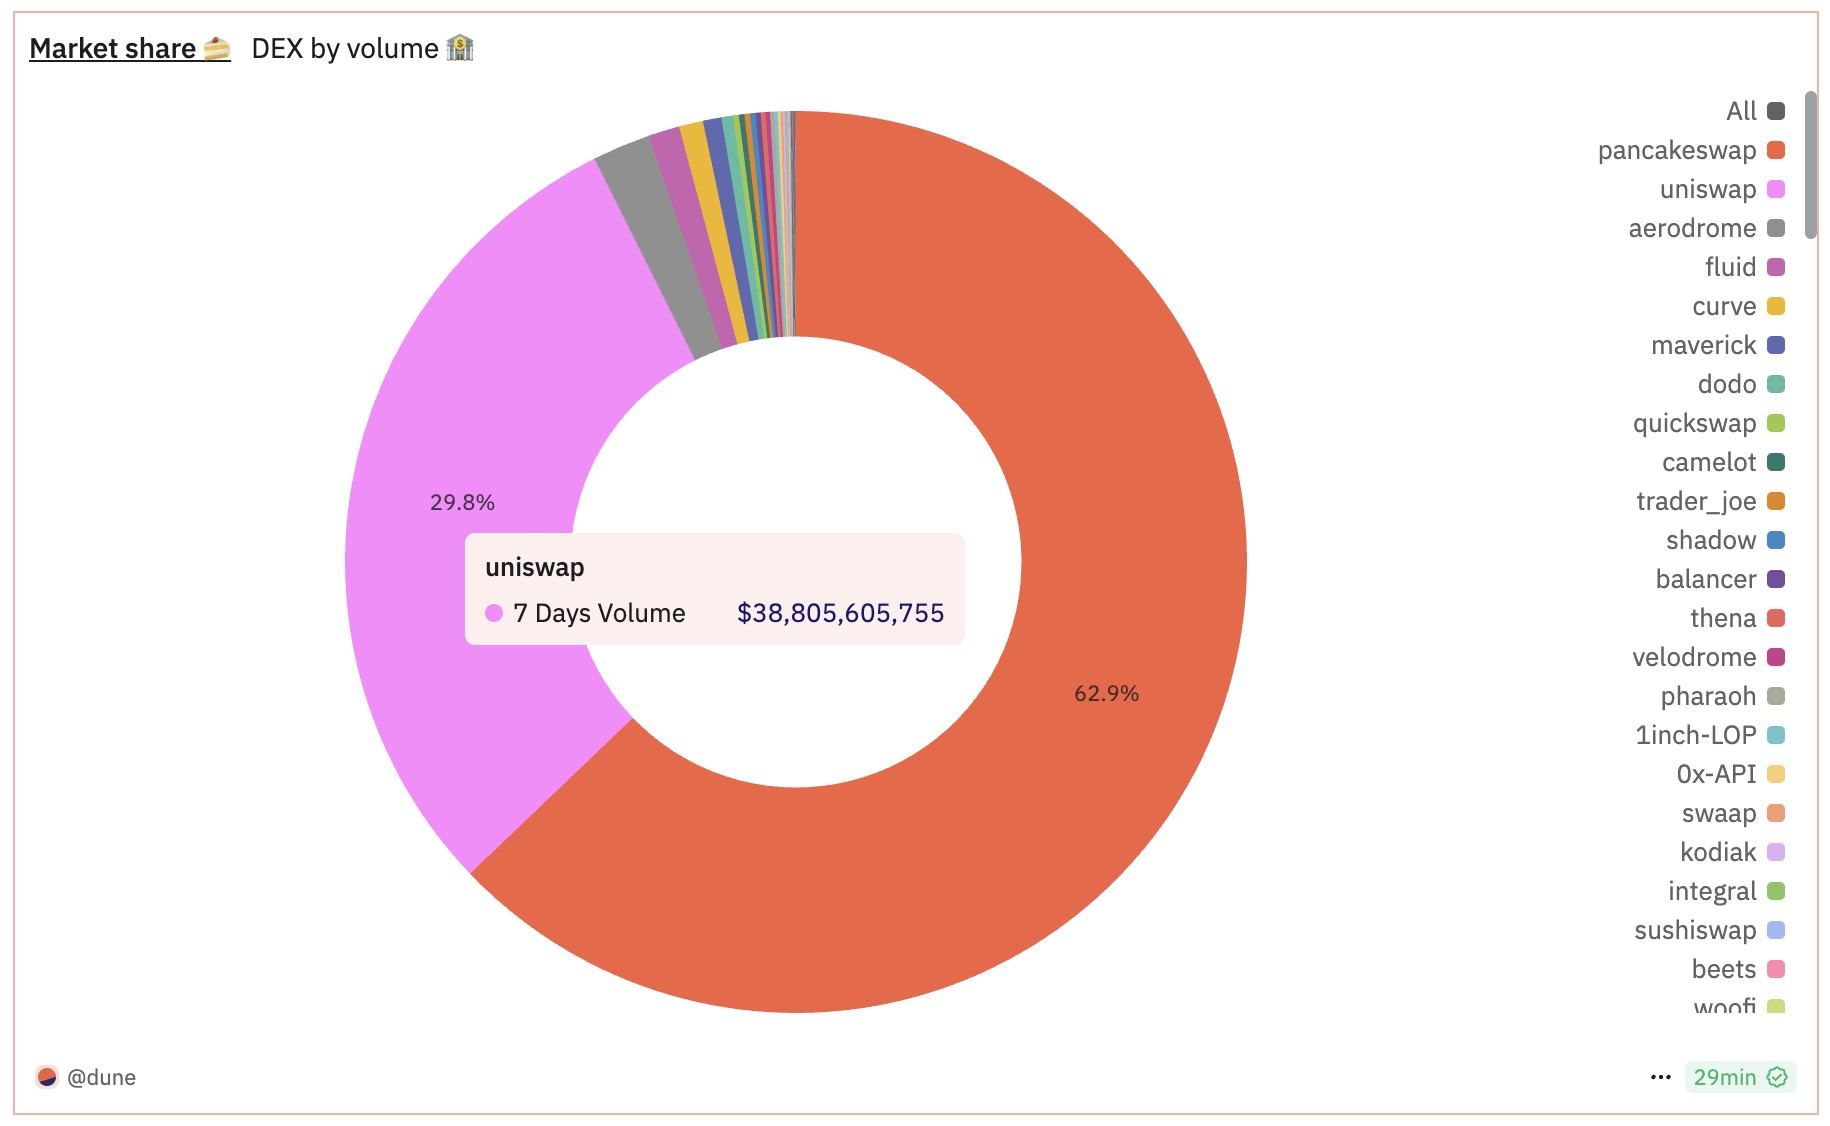 Market share 🍰 DEX by volume 🏦
All
pancakeswap
uniswap
aerodrome
fluid
curve
maverick
dodo
quickswap
camelot
trader_joe
shadow
balancer
thena
velodrome
pharaoh
1inch-LOP
0x-API
swaap
kodiak
integral
sushiswap
beets
woofi
29.8%
uniswap
7 Days Volume $38,805,605,755
62.9%
@dune
... 29min